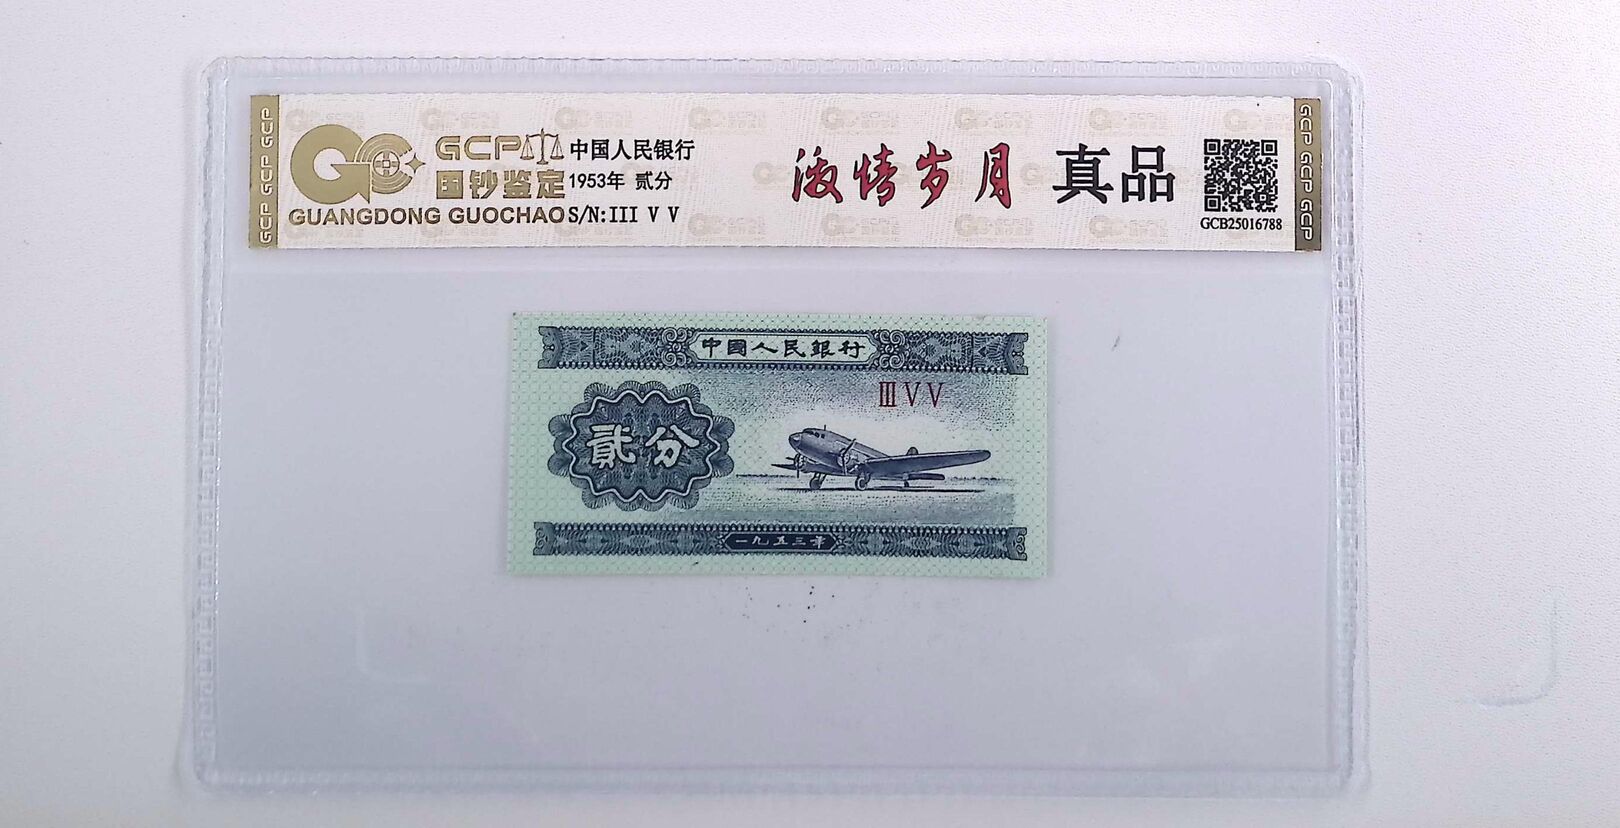 GCP GCP GCP
GCP
国钞鉴定
GUANGDONG GUOCHAO
中国人民银行
1953年 贰分
S/N:III V V
激情岁月 真品
GCB25016788
GCP GCP GCP
中國人民銀行
ⅢⅤⅤ
貳分
一九五三年